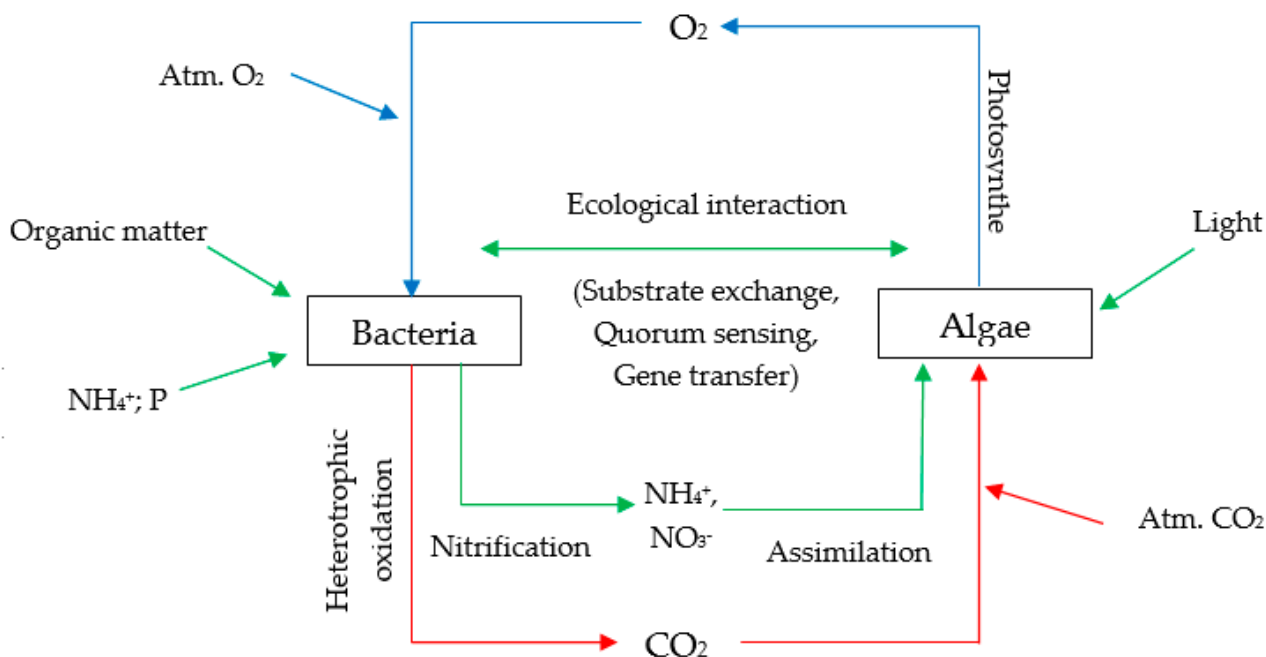 O₂
Atm. O₂
Photosynthe
Ecological interaction
Organic matter
Light
(Substrate exchange,
Quorum sensing,
Gene transfer)
Bacteria
Algae
NH₄⁺; P
Heterotrophic
oxidation
NH₄⁺,
NO₃⁻
Atm. CO₂
Nitrification
Assimilation
CO₂